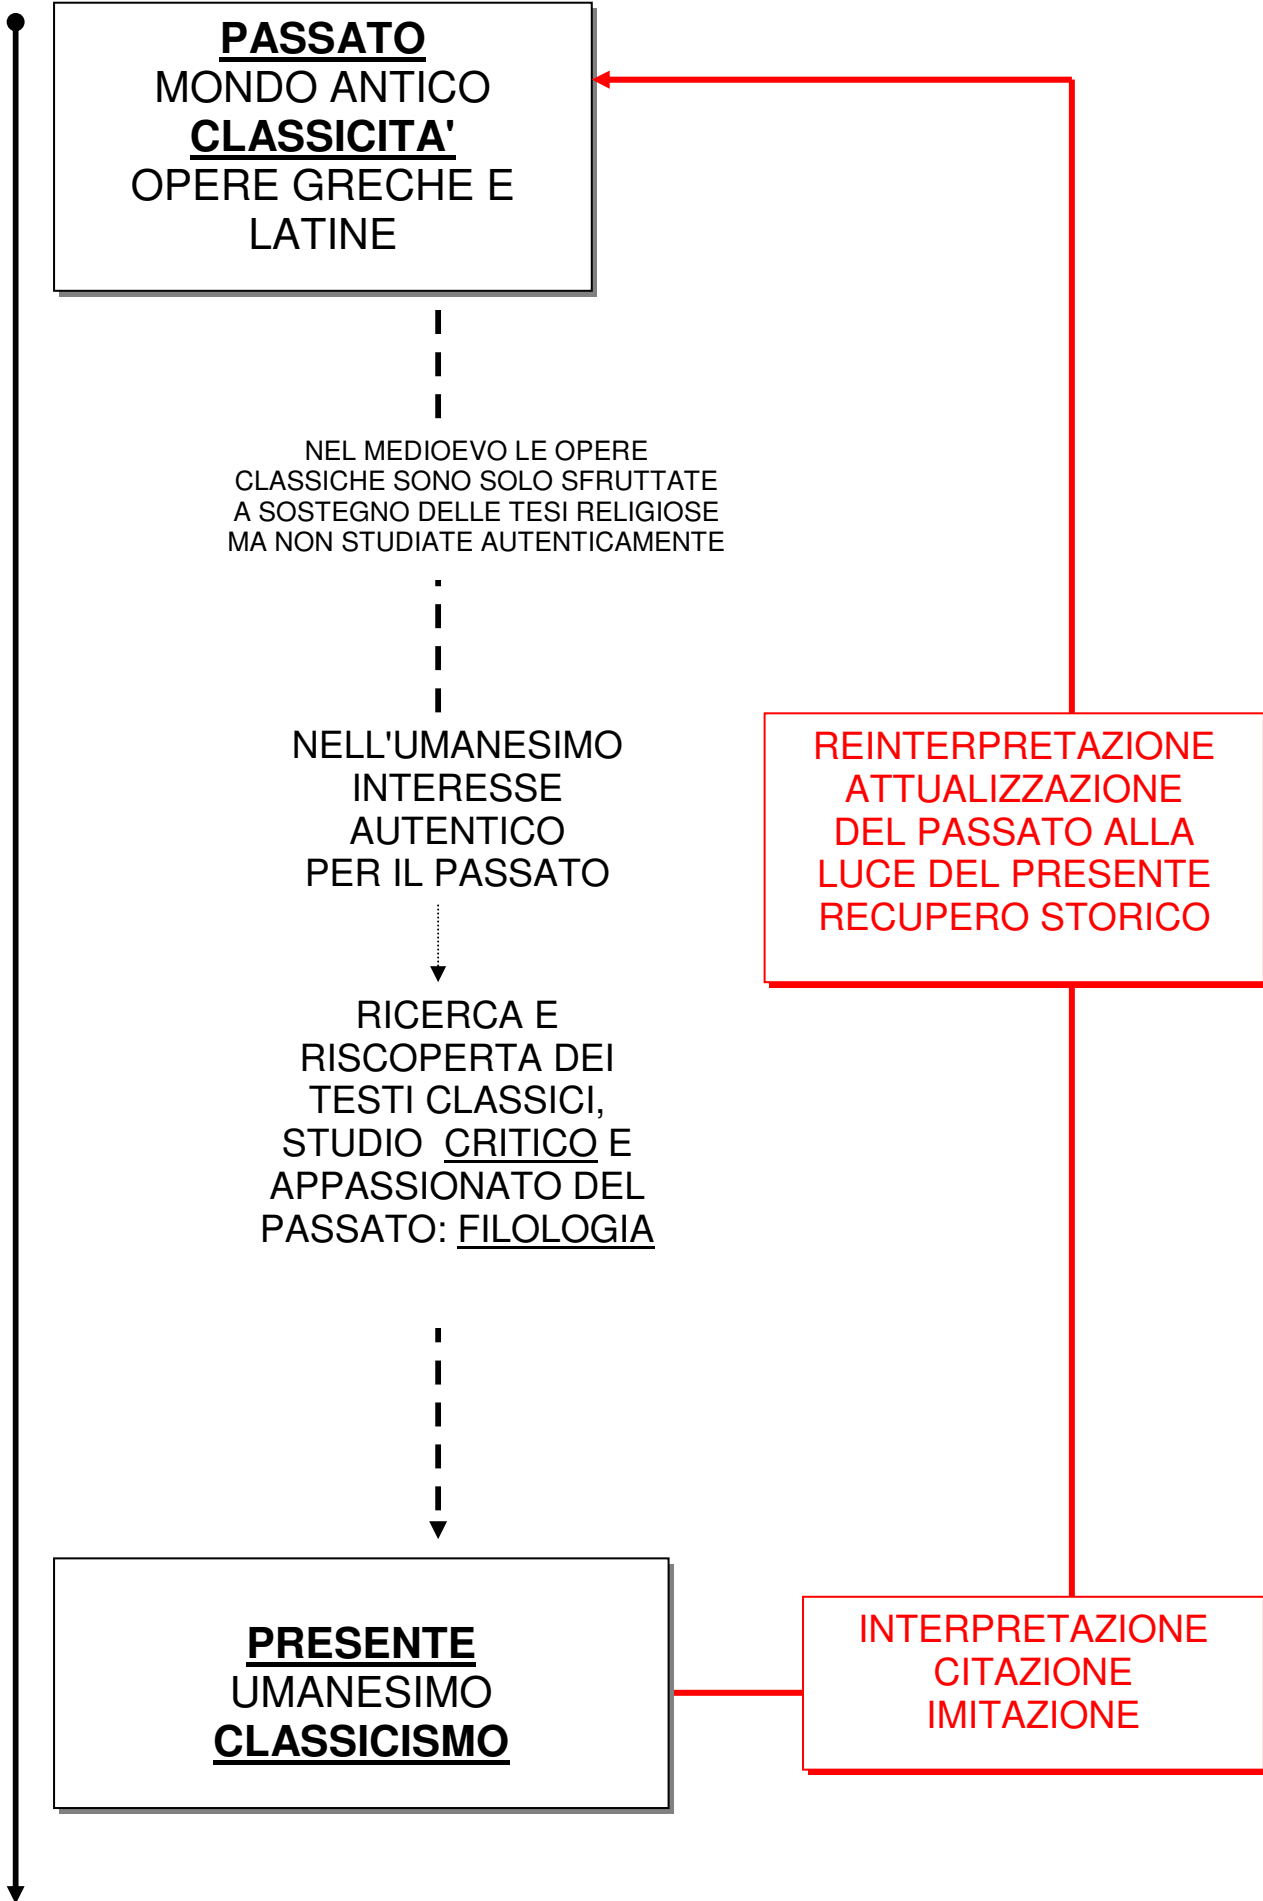 PASSATO
MONDO ANTICO
CLASSICITA'
OPERE GRECHE E
LATINE
NEL MEDIOEVO LE OPERE
CLASSICHE SONO SOLO SFRUTTATE
A SOSTEGNO DELLE TESI RELIGIOSE
MA NON STUDIATE AUTENTICAMENTE
NELL'UMANESIMO
INTERESSE
AUTENTICO
PER IL PASSATO
REINTERPRETAZIONE
ATTUALIZZAZIONE
DEL PASSATO ALLA
LUCE DEL PRESENTE
RECUPERO STORICO
RICERCA E
RISCOPERTA DEI
TESTI CLASSICI,
STUDIO CRITICO E
APPASSIONATO DEL
PASSATO: FILOLOGIA
PRESENTE
UMANESIMO
CLASSICISMO
INTERPRETAZIONE
CITAZIONE
IMITAZIONE